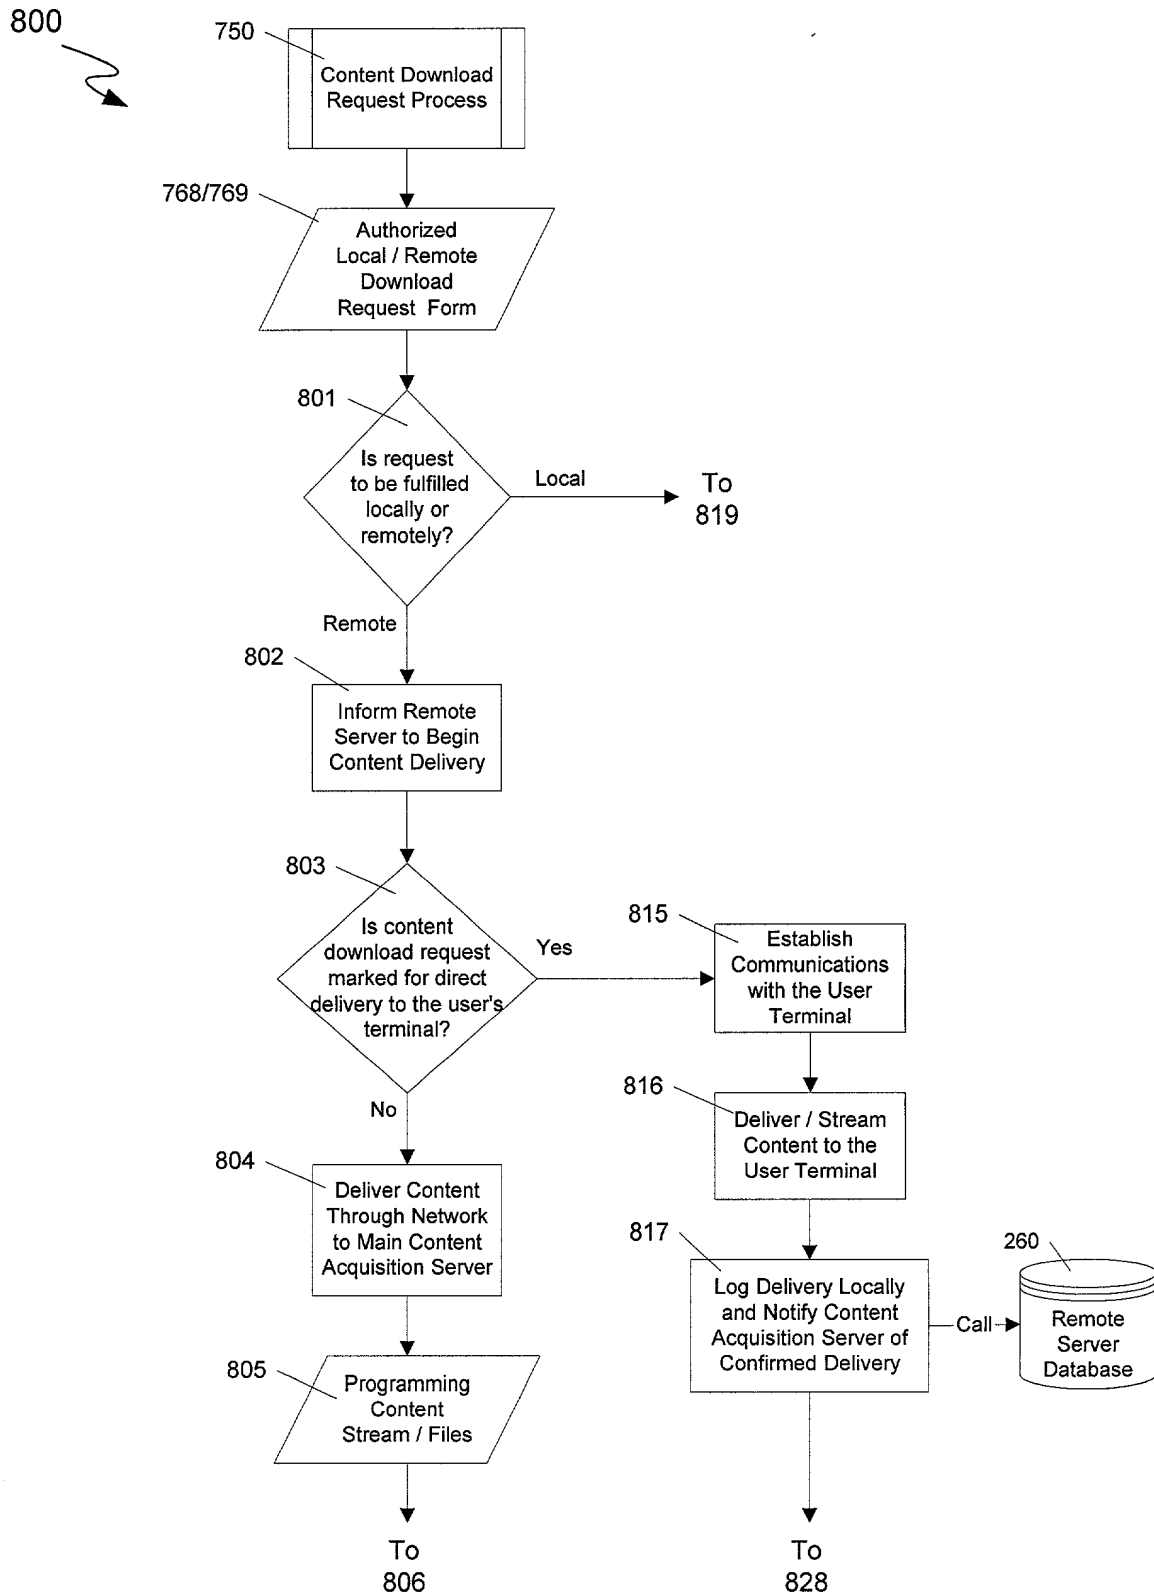 800
750
Content Download
Request Process
768/769
Authorized
Local / Remote
Download
Request Form
801
Is request
to be fulfilled
locally or
remotely?
Local
To
819
Remote
802
Inform Remote
Server to Begin
Content Delivery
803
Is content
download request
marked for direct
delivery to the user's
terminal?
Yes
815
Establish
Communications
with the User
Terminal
816
Deliver / Stream
Content to the
User Terminal
No
804
Deliver Content
Through Network
to Main Content
Acquisition Server
817
Log Delivery Locally
and Notify Content
Acquisition Server of
Confirmed Delivery
Call
260
Remote
Server
Database
805
Programming
Content
Stream / Files
To
806
To
828